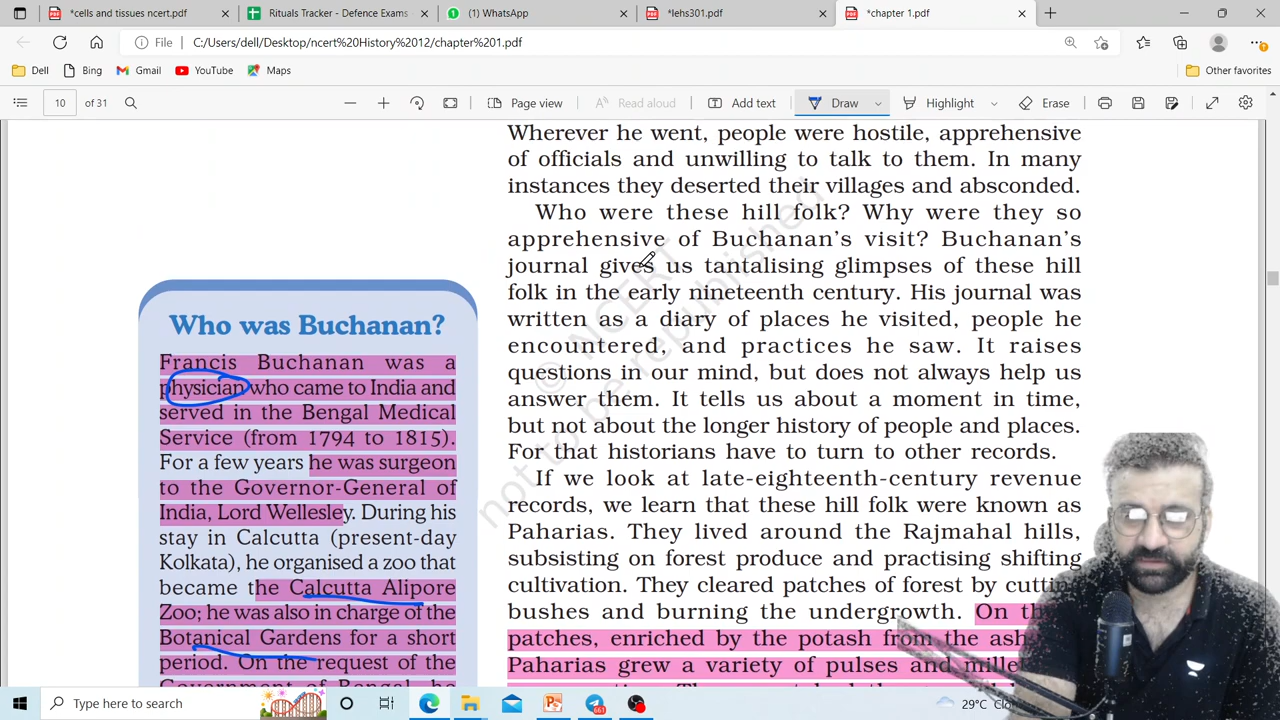 *cells and tissues ncert.pdf
Rituals Tracker - Defence Exams
(1) WhatsApp
*lehs301.pdf
*chapter 1.pdf
File
C:/Users/dell/Desktop/ncert%20History%2012/chapter%201.pdf
Dell
Bing
Gmail
YouTube
Maps
Other favorites
10 of 31
Page view
Read aloud
Add text
Draw
Highlight
Erase
Wherever he went, people were hostile, apprehensive
of officials and unwilling to talk to them. In many
instances they deserted their villages and absconded.
Who were these hill folk? Why were they so
apprehensive of Buchanan's visit? Buchanan's
journal gives us tantalising glimpses of these hill
folk in the early nineteenth century. His journal was
written as a diary of places he visited, people he
encountered, and practices he saw. It raises
questions in our mind, but does not always help us
answer them. It tells us about a moment in time,
but not about the longer history of people and places.
For that historians have to turn to other records.
If we look at late-eighteenth-century revenue
records, we learn that these hill folk were known as
Paharias. They lived around the Rajmahal hills,
subsisting on forest produce and practising shifting
cultivation. They cleared patches of forest by
bushes and burning the undergrowth. On
patches, enriched by the potash from the
Paharias grew a variety of pulses and
Who was Buchanan?
Francis Buchanan was a
physician who came to India and
served in the Bengal Medical
Service (from 1794 to 1815).
For a few years he was surgeon
to the Governor-General of
India, Lord Wellesley. During his
stay in Calcutta (present-day
Kolkata), he organised a zoo that
became the Calcutta Alipore
Zoo; he was also in charge of the
Botanical Gardens for a short
period. On the request of the
Government of Bengal, he
© NCERT
not to be republished
Type here to search
29°C